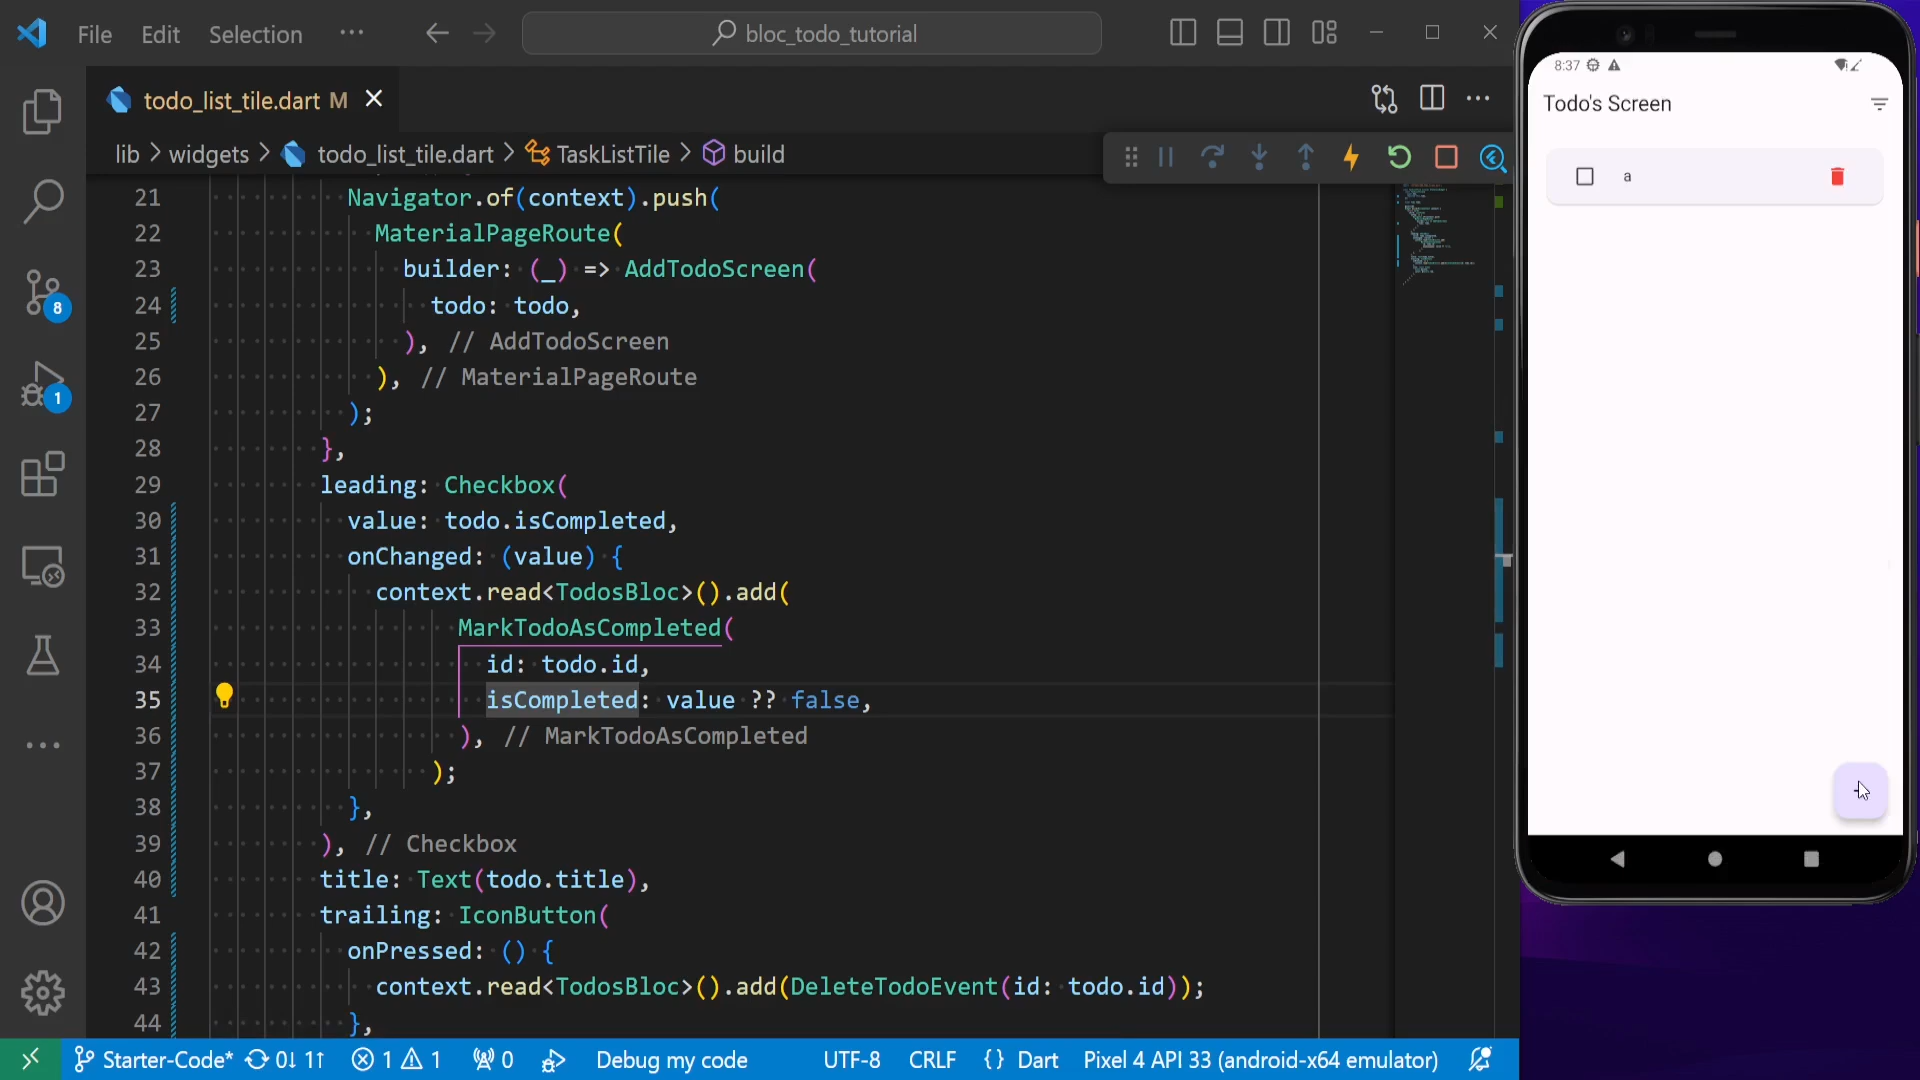 File Edit Selection ··· bloc_todo_tutorial
todo_list_tile.dart M
lib > widgets > todo_list_tile.dart > TaskListTile > build
21 Navigator.of(context).push(
22 MaterialPageRoute(
23 builder: (_) => AddTodoScreen(
24 todo: todo,
25 ), // AddTodoScreen
26 ), // MaterialPageRoute
27 );
28 },
29 leading: Checkbox(
30 value: todo.isCompleted,
31 onChanged: (value) {
32 context.read<TodosBloc>().add(
33 MarkTodoAsCompleted(
34 id: todo.id,
35 isCompleted: value ?? false,
36 ), // MarkTodoAsCompleted
37 );
38 },
39 ), // Checkbox
40 title: Text(todo.title),
41 trailing: IconButton(
42 onPressed: () {
43 context.read<TodosBloc>().add(DeleteTodoEvent(id: todo.id));
44 },
8
1
Starter-Code* 0↓ 1↑ 1 1 0 Debug my code UTF-8 CRLF {} Dart Pixel 4 API 33 (android-x64 emulator)
8:37
Todo's Screen
a